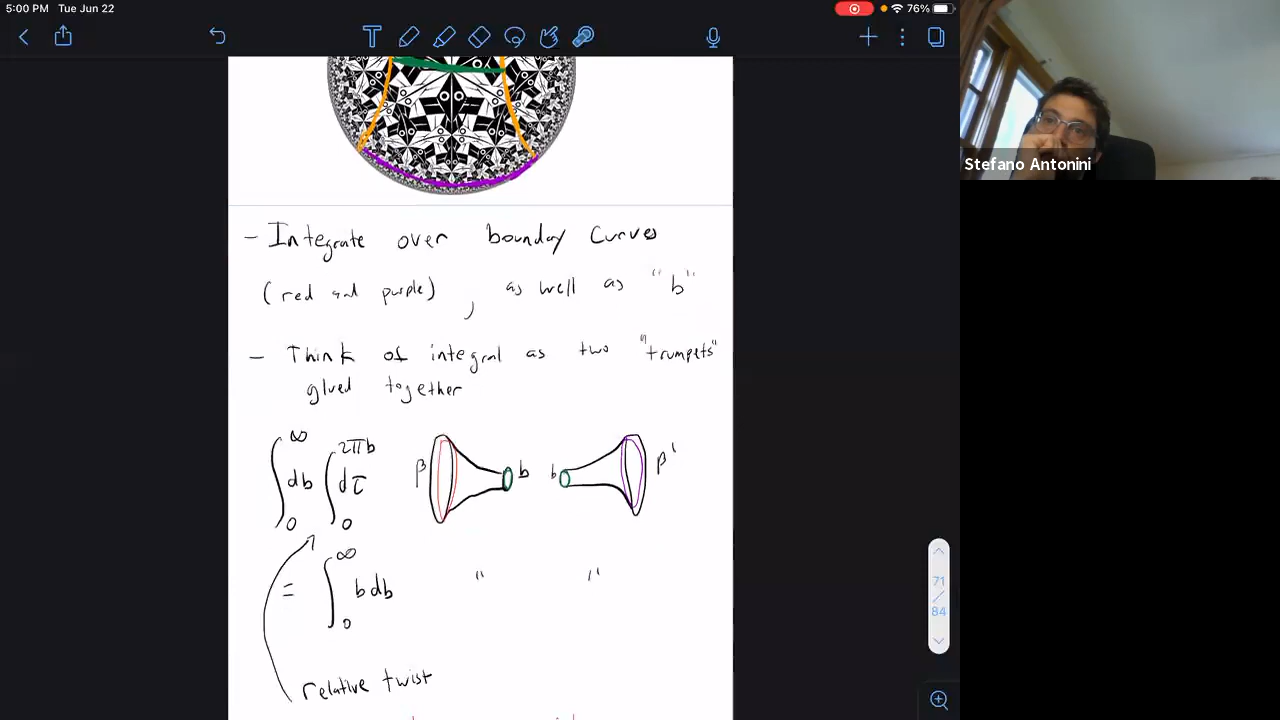 5:00 PM Tue Jun 22
76%
Stefano Antonini
- Integrate over bounday Curves
(red and purple), as well as "b"
- Think of integral as two "trumpets"
glued together
∫₀^∞ db ∫₀^{2πb} dτ β b b β'
= ∫₀^∞ b db " "
relative twist
71
84